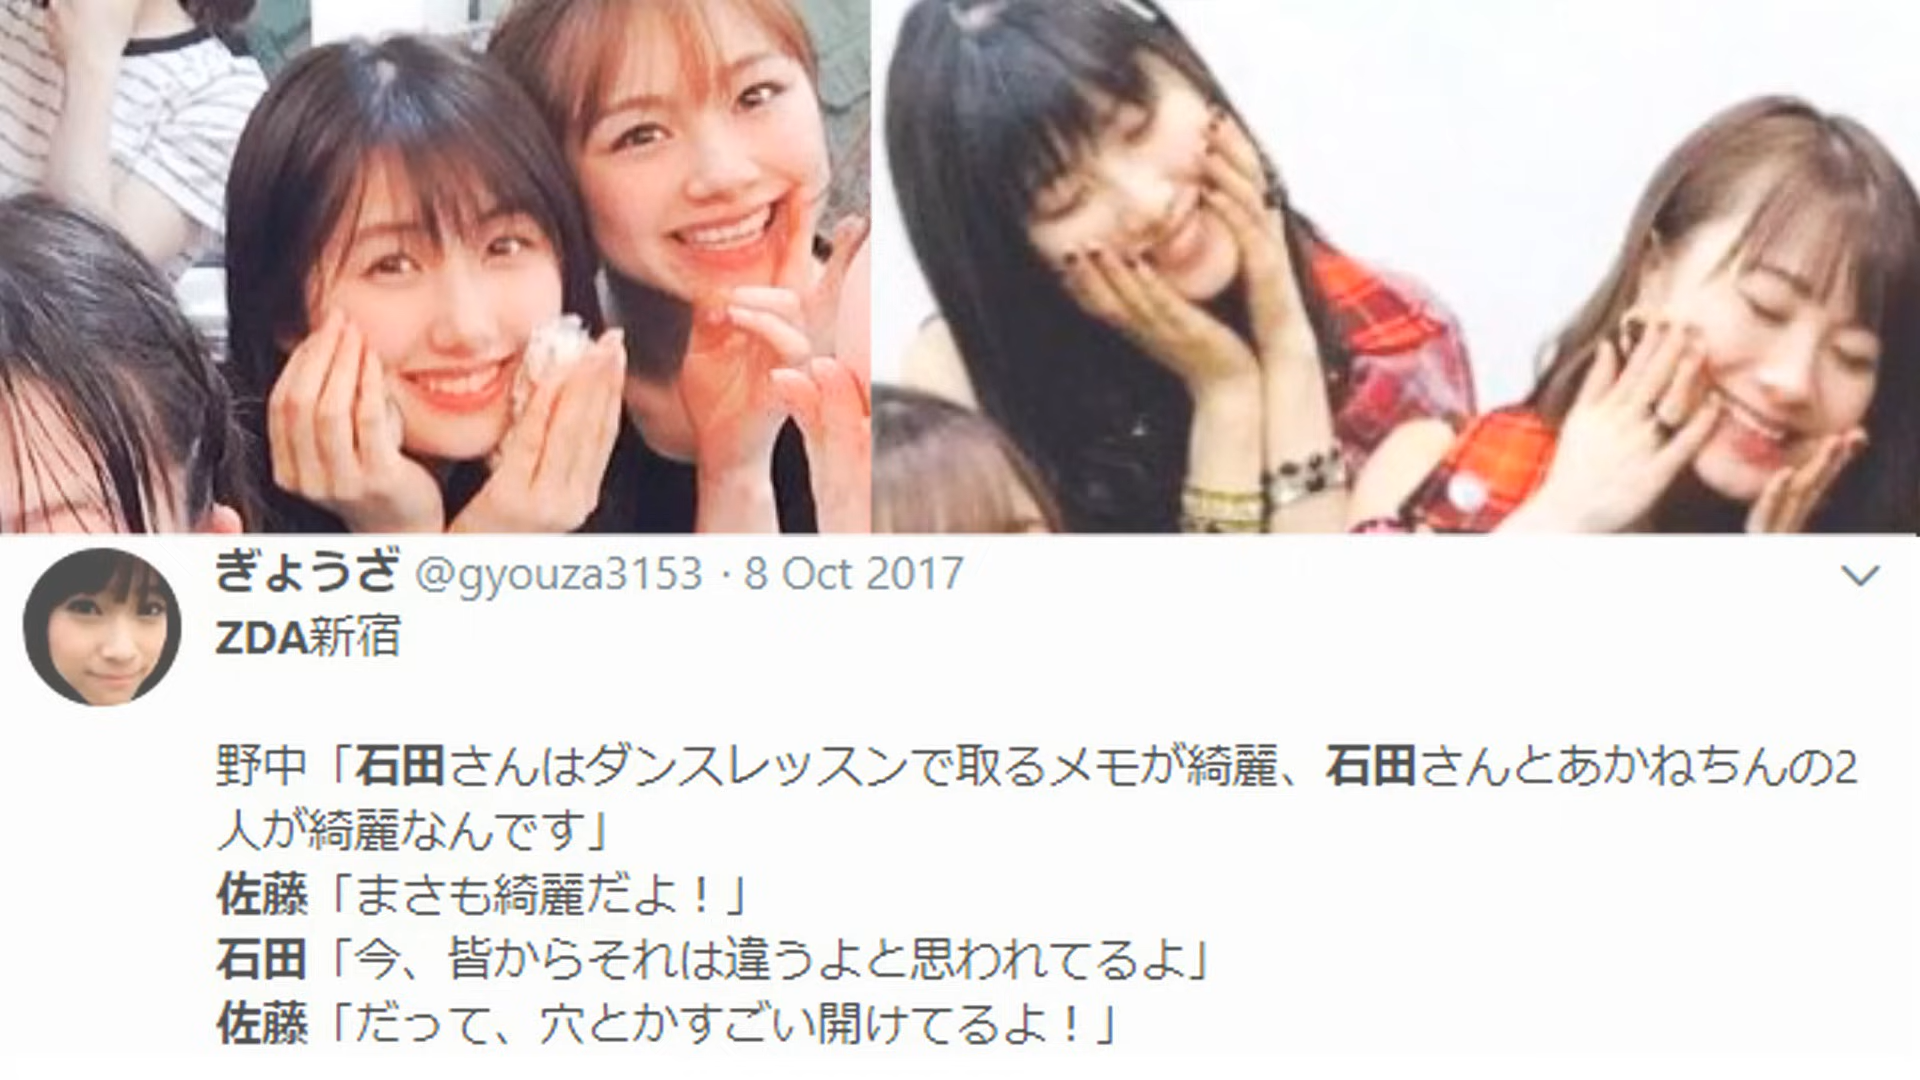 ぎょうざ @gyouza3153 · 8 Oct 2017
ZDA新宿
野中「石田さんはダンスレッスンで取るメモが綺麗、石田さんとあかねちんの2
人が綺麗なんです」
佐藤「まさも綺麗だよ！」
石田「今、皆からそれは違うよと思われてるよ」
佐藤「だって、穴とかすごい開けてるよ！」